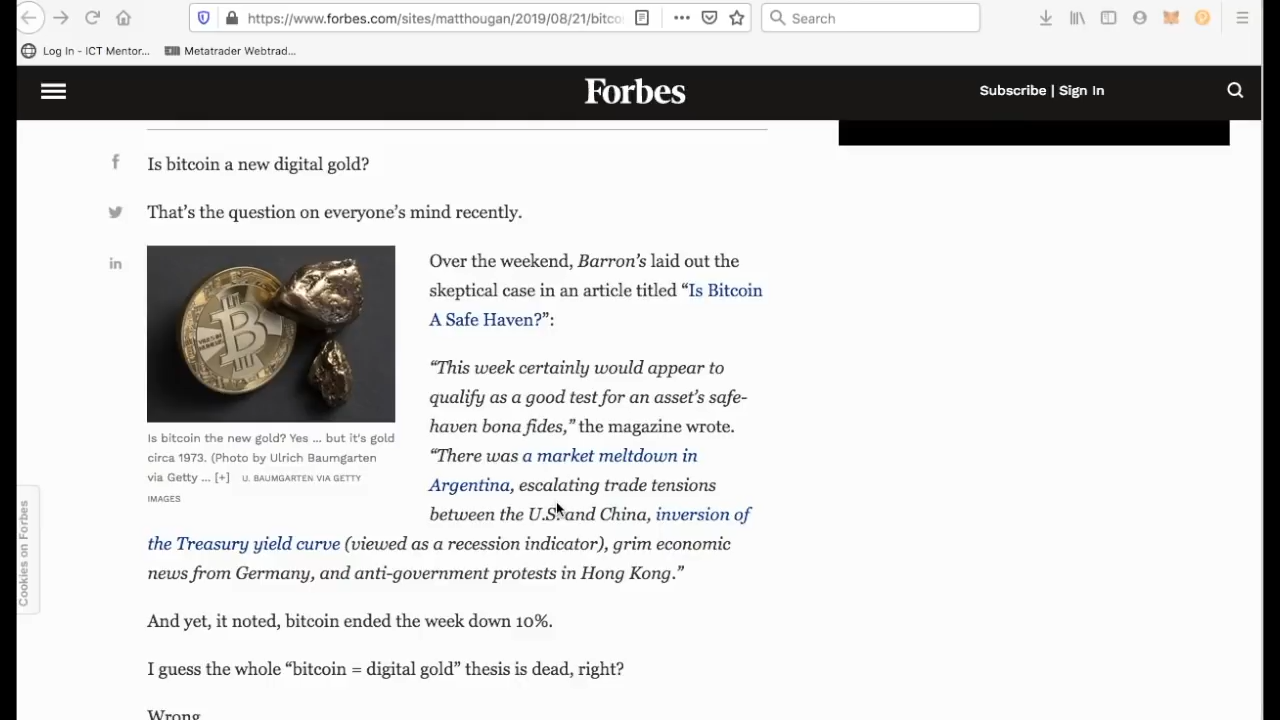 https://www.forbes.com/sites/matthougan/2019/08/21/bitco
Search
Log In - ICT Mentor...
Metatrader Webtrad...
Forbes
Subscribe | Sign In
Is bitcoin a new digital gold?
That’s the question on everyone’s mind recently.
Over the weekend, Barron’s laid out the
skeptical case in an article titled “Is Bitcoin
A Safe Haven?”:
“This week certainly would appear to
qualify as a good test for an asset’s safe-
haven bona fides,” the magazine wrote.
“There was a market meltdown in
Argentina, escalating trade tensions
between the U.S. and China, inversion of
the Treasury yield curve (viewed as a recession indicator), grim economic
news from Germany, and anti-government protests in Hong Kong.”
Is bitcoin the new gold? Yes ... but it's gold
circa 1973. (Photo by Ulrich Baumgarten
via Getty ... [+] U. BAUMGARTEN VIA GETTY
IMAGES
And yet, it noted, bitcoin ended the week down 10%.
I guess the whole “bitcoin = digital gold” thesis is dead, right?
Wrong
Cookies on Forbes